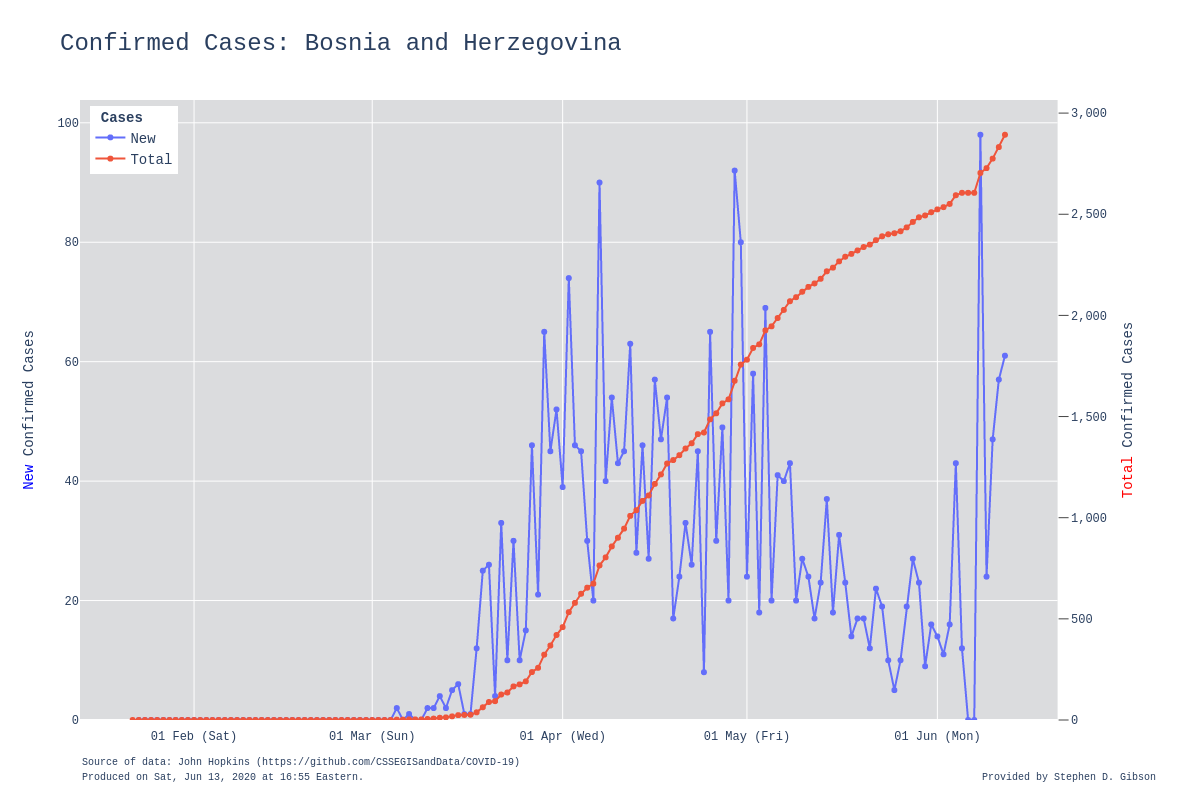 Confirmed Cases: Bosnia and Herzegovina
Cases
New
Total
100
80
60
40
20
0
3,000
2,500
2,000
1,500
1,000
500
0
New Confirmed Cases
Total Confirmed Cases
01 Feb (Sat) 01 Mar (Sun) 01 Apr (Wed) 01 May (Fri) 01 Jun (Mon)
Source of data: John Hopkins (https://github.com/CSSEGISandData/COVID-19)
Produced on Sat, Jun 13, 2020 at 16:55 Eastern.
Provided by Stephen D. Gibson